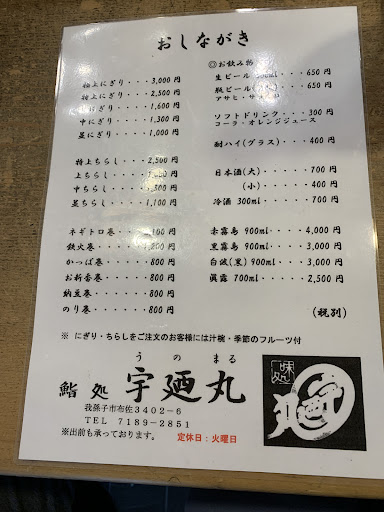 おしながき
特上にぎり・・・3,000円
特上にぎり・・・2,500円
にぎり・・・・1,600円
中にぎり・・・・1,300円
並にぎり・・・・1,000円
特上ちらし・・・2,500円
上ちらし・・・・
中ちらし・・・・
並ちらし・・・・1,100円
ネギトロ巻・・・
鉄火巻・・・・・
かっぱ巻・・・・800円
お新香巻・・・・800円
納豆巻・・・・・800円
のり巻・・・・・800円
◎お飲み物
生ビール 500ml・・・・650円
瓶ビール・・・・650円
アサヒ・
ソフトドリンク・・・300円
コーラ・オレンジジュース
酎ハイ(グラス)・・・400円
日本酒(大)・・・・・700円
(小)・・・・・400円
冷酒 300ml・・・・・700円
赤霧島 900ml・・・・4,000円
黒霧島 900ml・・・・3,000円
白波(黒) 900ml・・・3,000円
眞露 700ml・・・・・2,500円
(税別)
※ にぎり・ちらしをご注文のお客様には汁椀・季節のフルーツ付
うのまる
鮨処 宇廼丸
味処
我孫子市布佐3402-6
TEL 7189-2851
※出前も承っております。 定休日:火曜日